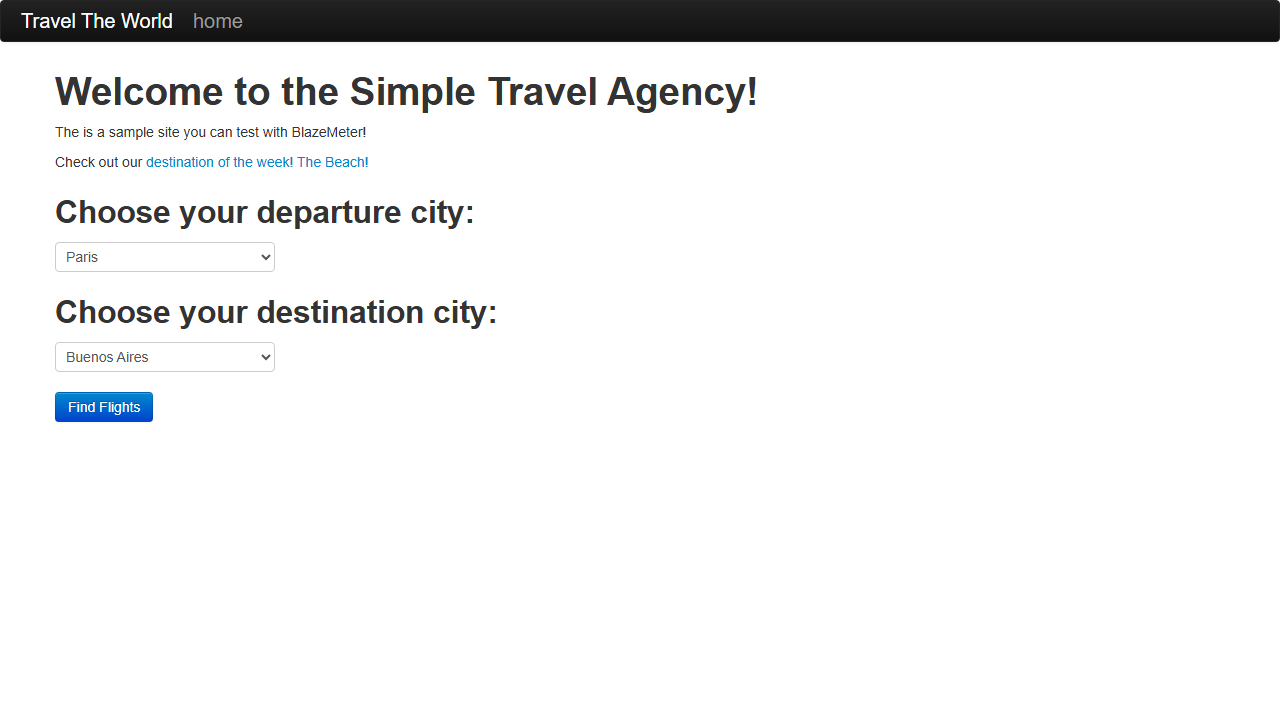 Travel The World home
Welcome to the Simple Travel Agency!
The is a sample site you can test with BlazeMeter!
Check out our destination of the week! The Beach!
Choose your departure city:
Paris
Choose your destination city:
Buenos Aires
Find Flights